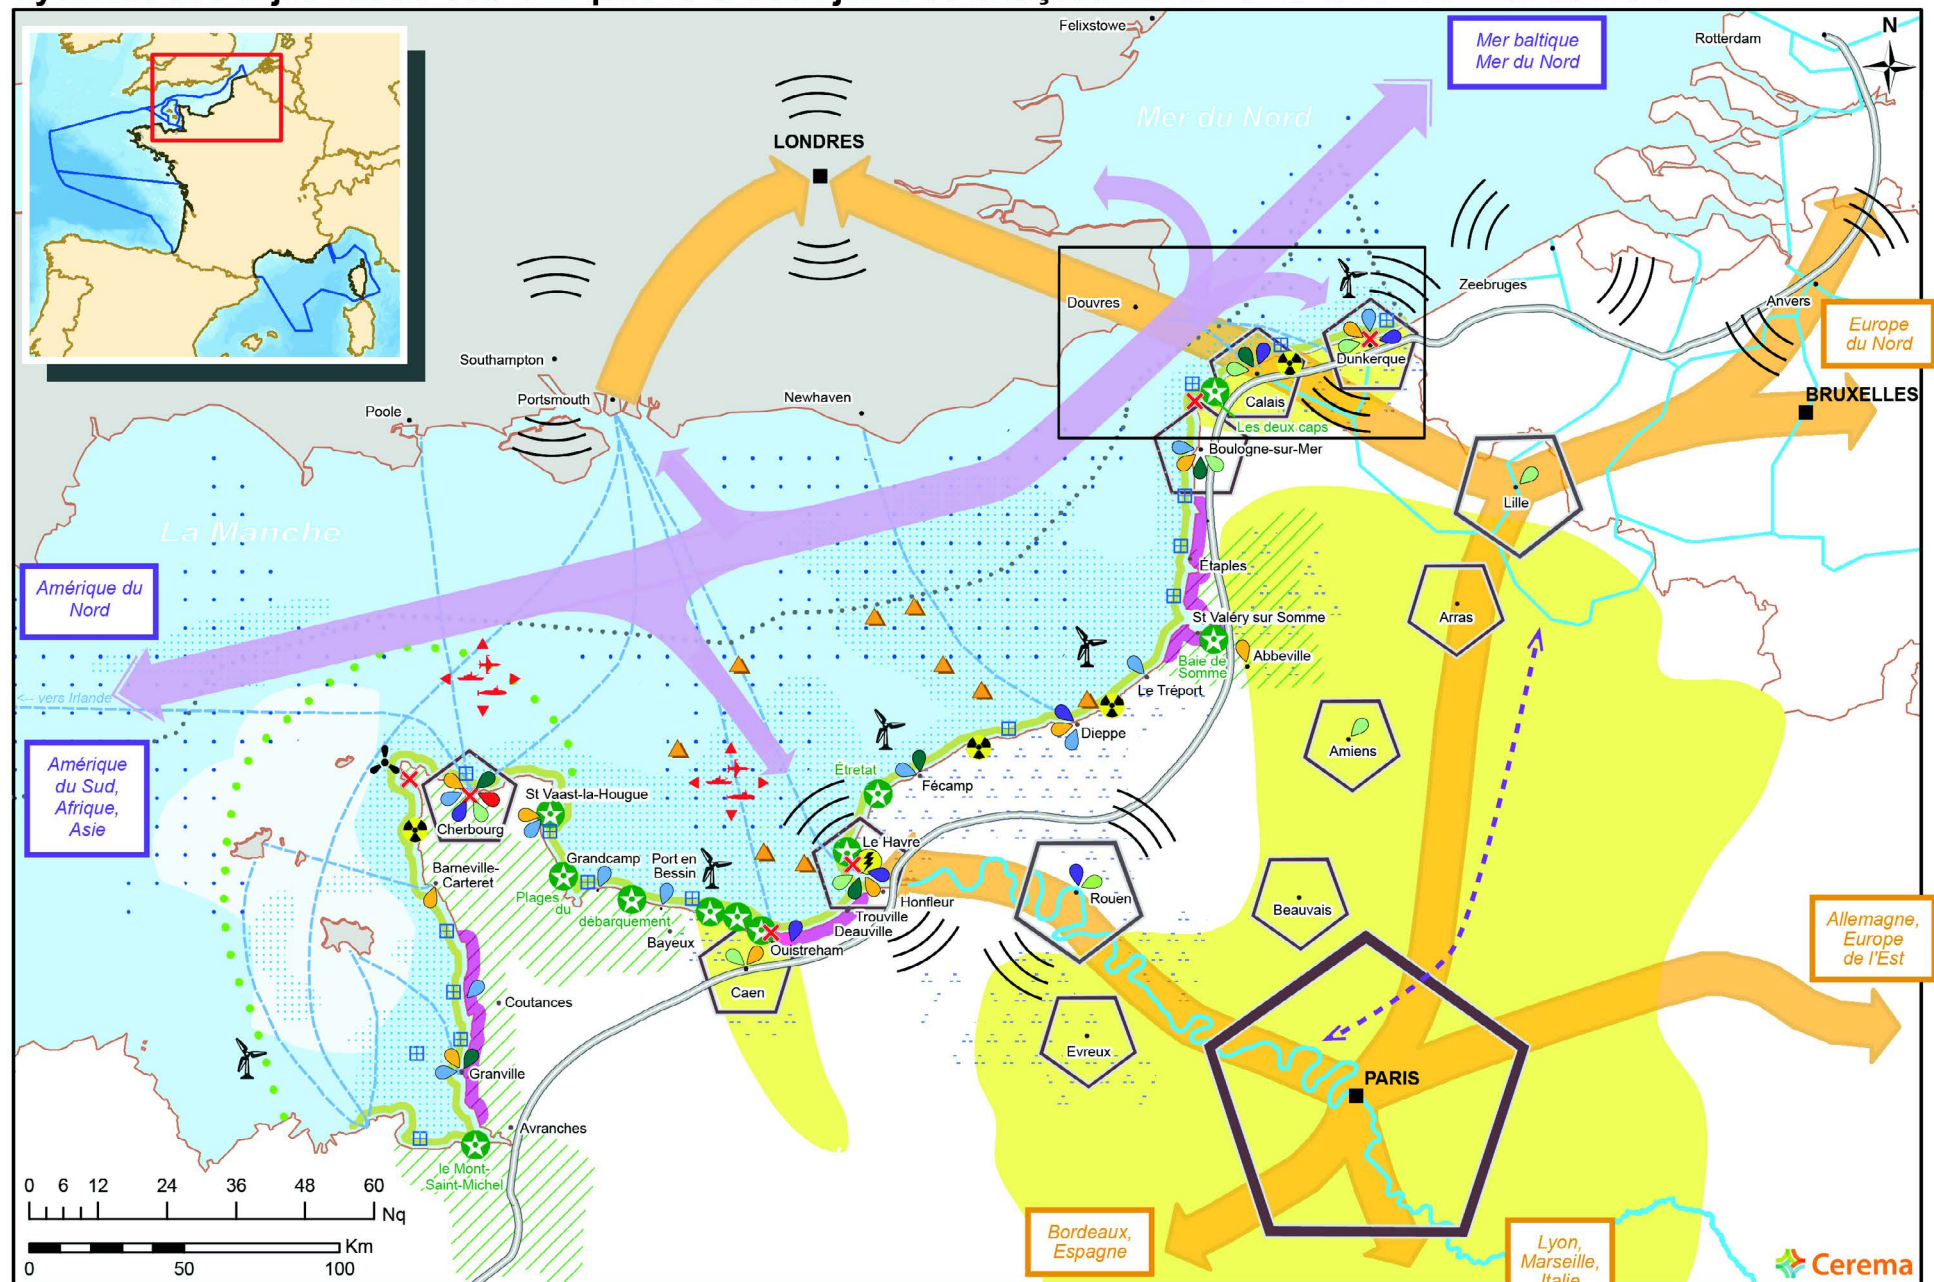 Felixstowe
Mer baltique
Mer du Nord
Rotterdam
N
Mer du Nord
LONDRES
Douvres
Zeebruges
Anvers
Europe
du Nord
Southampton
Dunkerque
Portsmouth
Poole
Newhaven
Calais
BRUXELLES
Les deux caps
Boulogne-sur-Mer
Lille
La Manche
Étaples
Amérique du
Nord
St Valéry sur Somme
Arras
Baie de
Somme
Abbeville
<-- vers Irlande
Le Tréport
Dieppe
Amiens
Amérique
du Sud,
Afrique,
Asie
Étretat
Fécamp
St Vaast-la-Hougue
Cherbourg
Le Havre
Grandcamp
Port en
Bessin
Barneville-
Carteret
Plages
du
débarquement
Honfleur
Rouen
Beauvais
Trouville
Deauville
Bayeux
Ouistreham
Allemagne,
Europe
de l'Est
Caen
Coutances
Evreux
Granville
PARIS
Avranches
le Mont-
Saint-Michel
0 6 12 24 36 48 60
Nq
Km
0 50 100
Bordeaux,
Espagne
Lyon,
Marseille,
Italie
Cerema